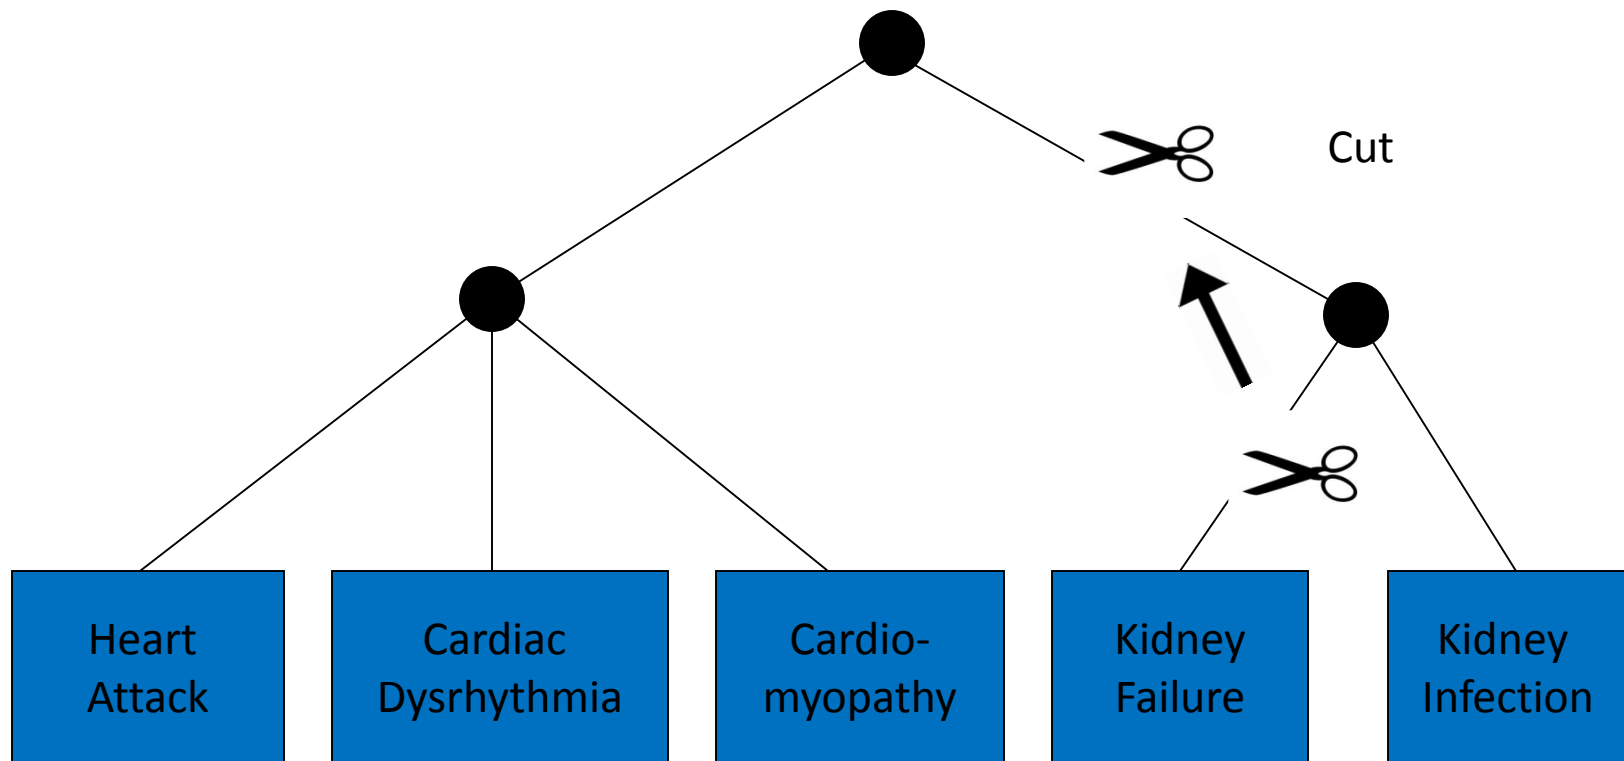 Cut
Heart
Attack
Cardiac
Dysrhythmia
Cardio-
myopathy
Kidney
Failure
Kidney
Infection